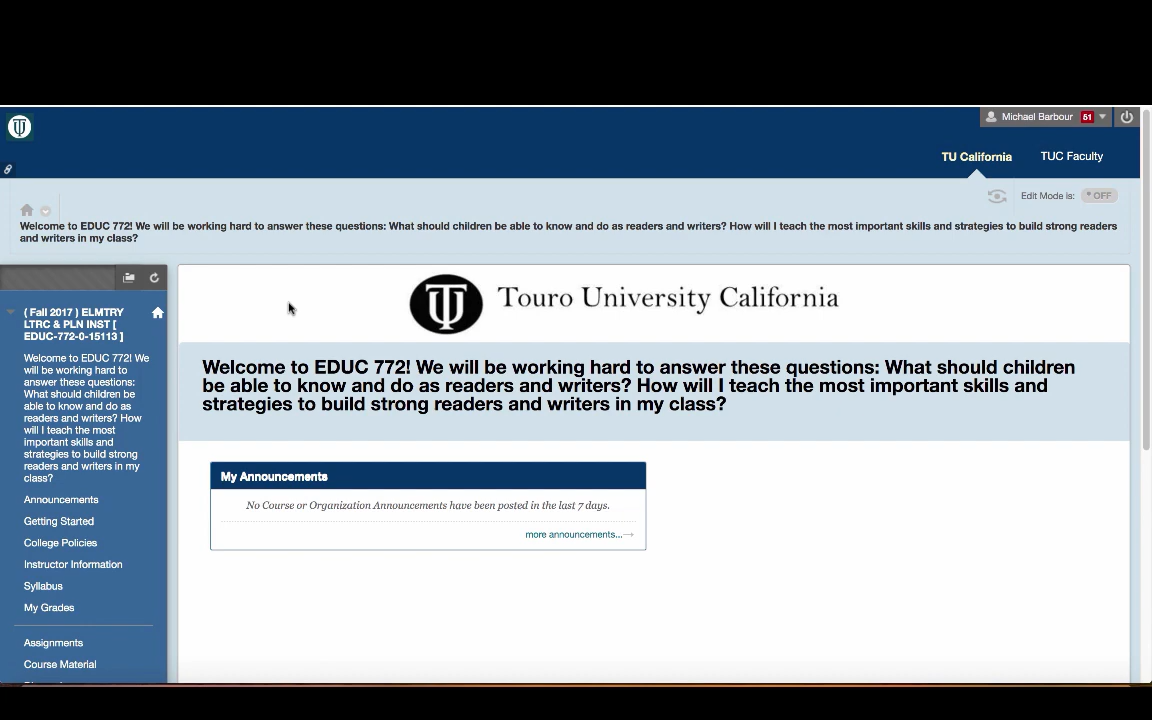 Michael Barbour 51
TU California TUC Faculty
Edit Mode is: OFF
Welcome to EDUC 772! We will be working hard to answer these questions: What should children be able to know and do as readers and writers? How will I teach the most important skills and strategies to build strong readers
and writers in my class?
( Fall 2017 ) ELMTRY
LTRC & PLN INST [
EDUC-772-0-15113 ]
Welcome to EDUC 772! We
will be working hard to
answer these questions:
What should children be
able to know and do as
readers and writers? How
will I teach the most
important skills and
strategies to build strong
readers and writers in my
class?
Announcements
Getting Started
College Policies
Instructor Information
Syllabus
My Grades
Assignments
Course Material
Touro University California
Welcome to EDUC 772! We will be working hard to answer these questions: What should children
be able to know and do as readers and writers? How will I teach the most important skills and
strategies to build strong readers and writers in my class?
My Announcements
No Course or Organization Announcements have been posted in the last 7 days.
more announcements...→